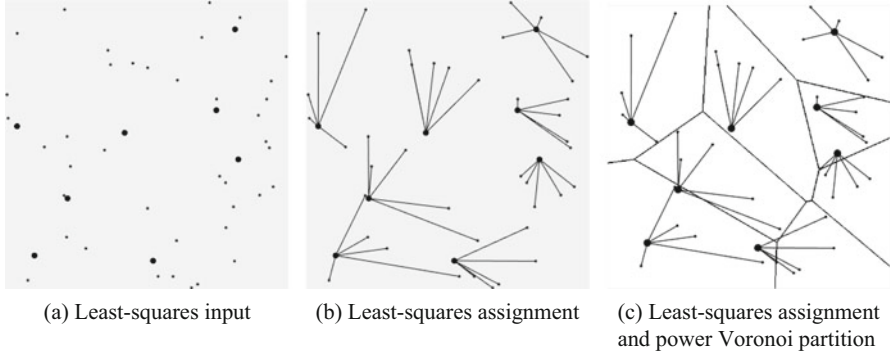 (a) Least-squares input
(b) Least-squares assignment
(c) Least-squares assignment
and power Voronoi partition